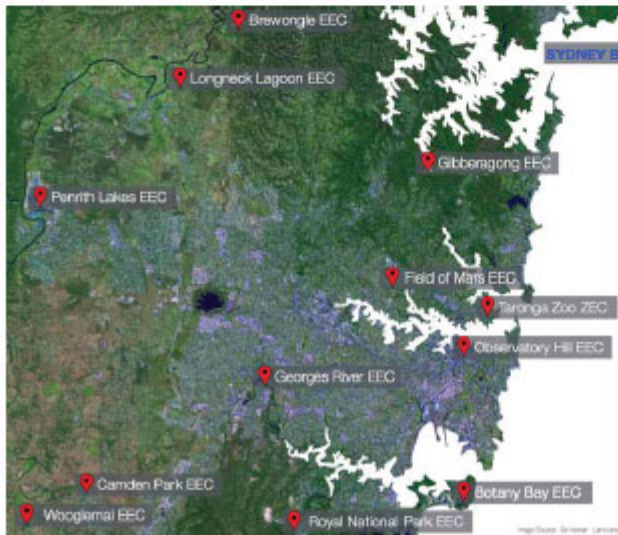 Brewongle EEC
SYDNEY B
Longneck Lagoon EEC
Gibberagong EEC
Penrith Lakes EEC
Field of Mars EEC
Taronga Zoo ZEC
Observatory Hill EEC
Georges River EEC
Camden Park EEC
Botany Bay EEC
Wooglemai EEC
Royal National Park EEC